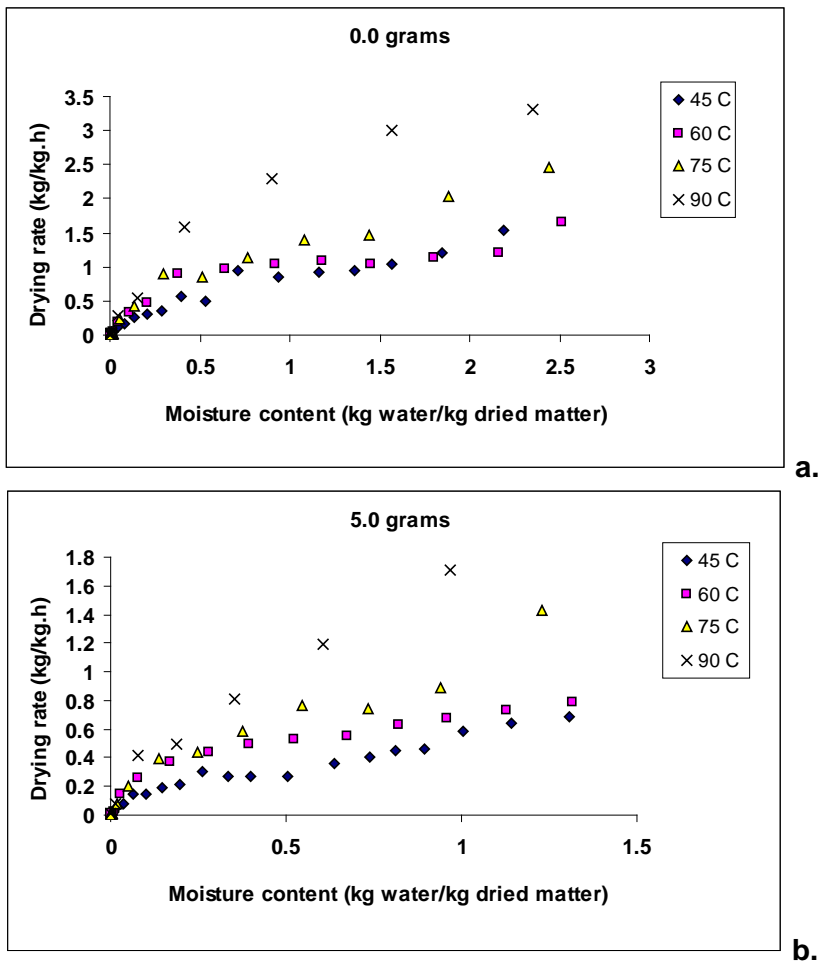 0.0 grams
3.5
3
2.5
2
1.5
1
0.5
0
Drying rate (kg/kg.h)
0 0.5 1 1.5 2 2.5 3
Moisture content (kg water/kg dried matter)
45 C
60 C
75 C
90 C
a.
5.0 grams
1.8
1.6
1.4
1.2
1
0.8
0.6
0.4
0.2
0
Drying rate (kg/kg.h)
0 0.5 1 1.5
Moisture content (kg water/kg dried matter)
45 C
60 C
75 C
90 C
b.